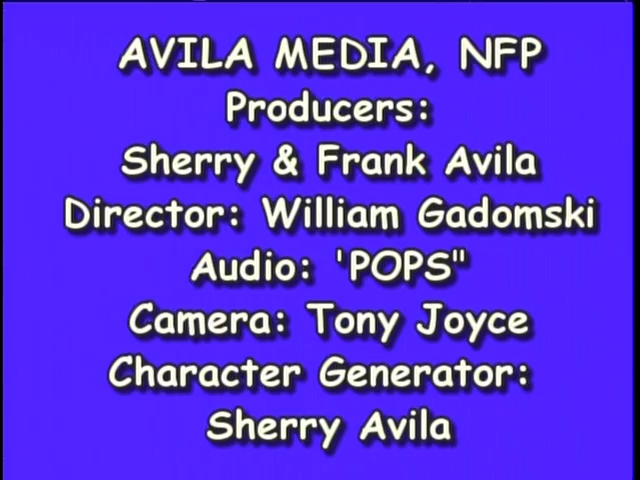 AVILA MEDIA, NFP
Producers:
Sherry & Frank Avila
Director: William Gadomski
Audio: 'POPS"
Camera: Tony Joyce
Character Generator:
Sherry Avila